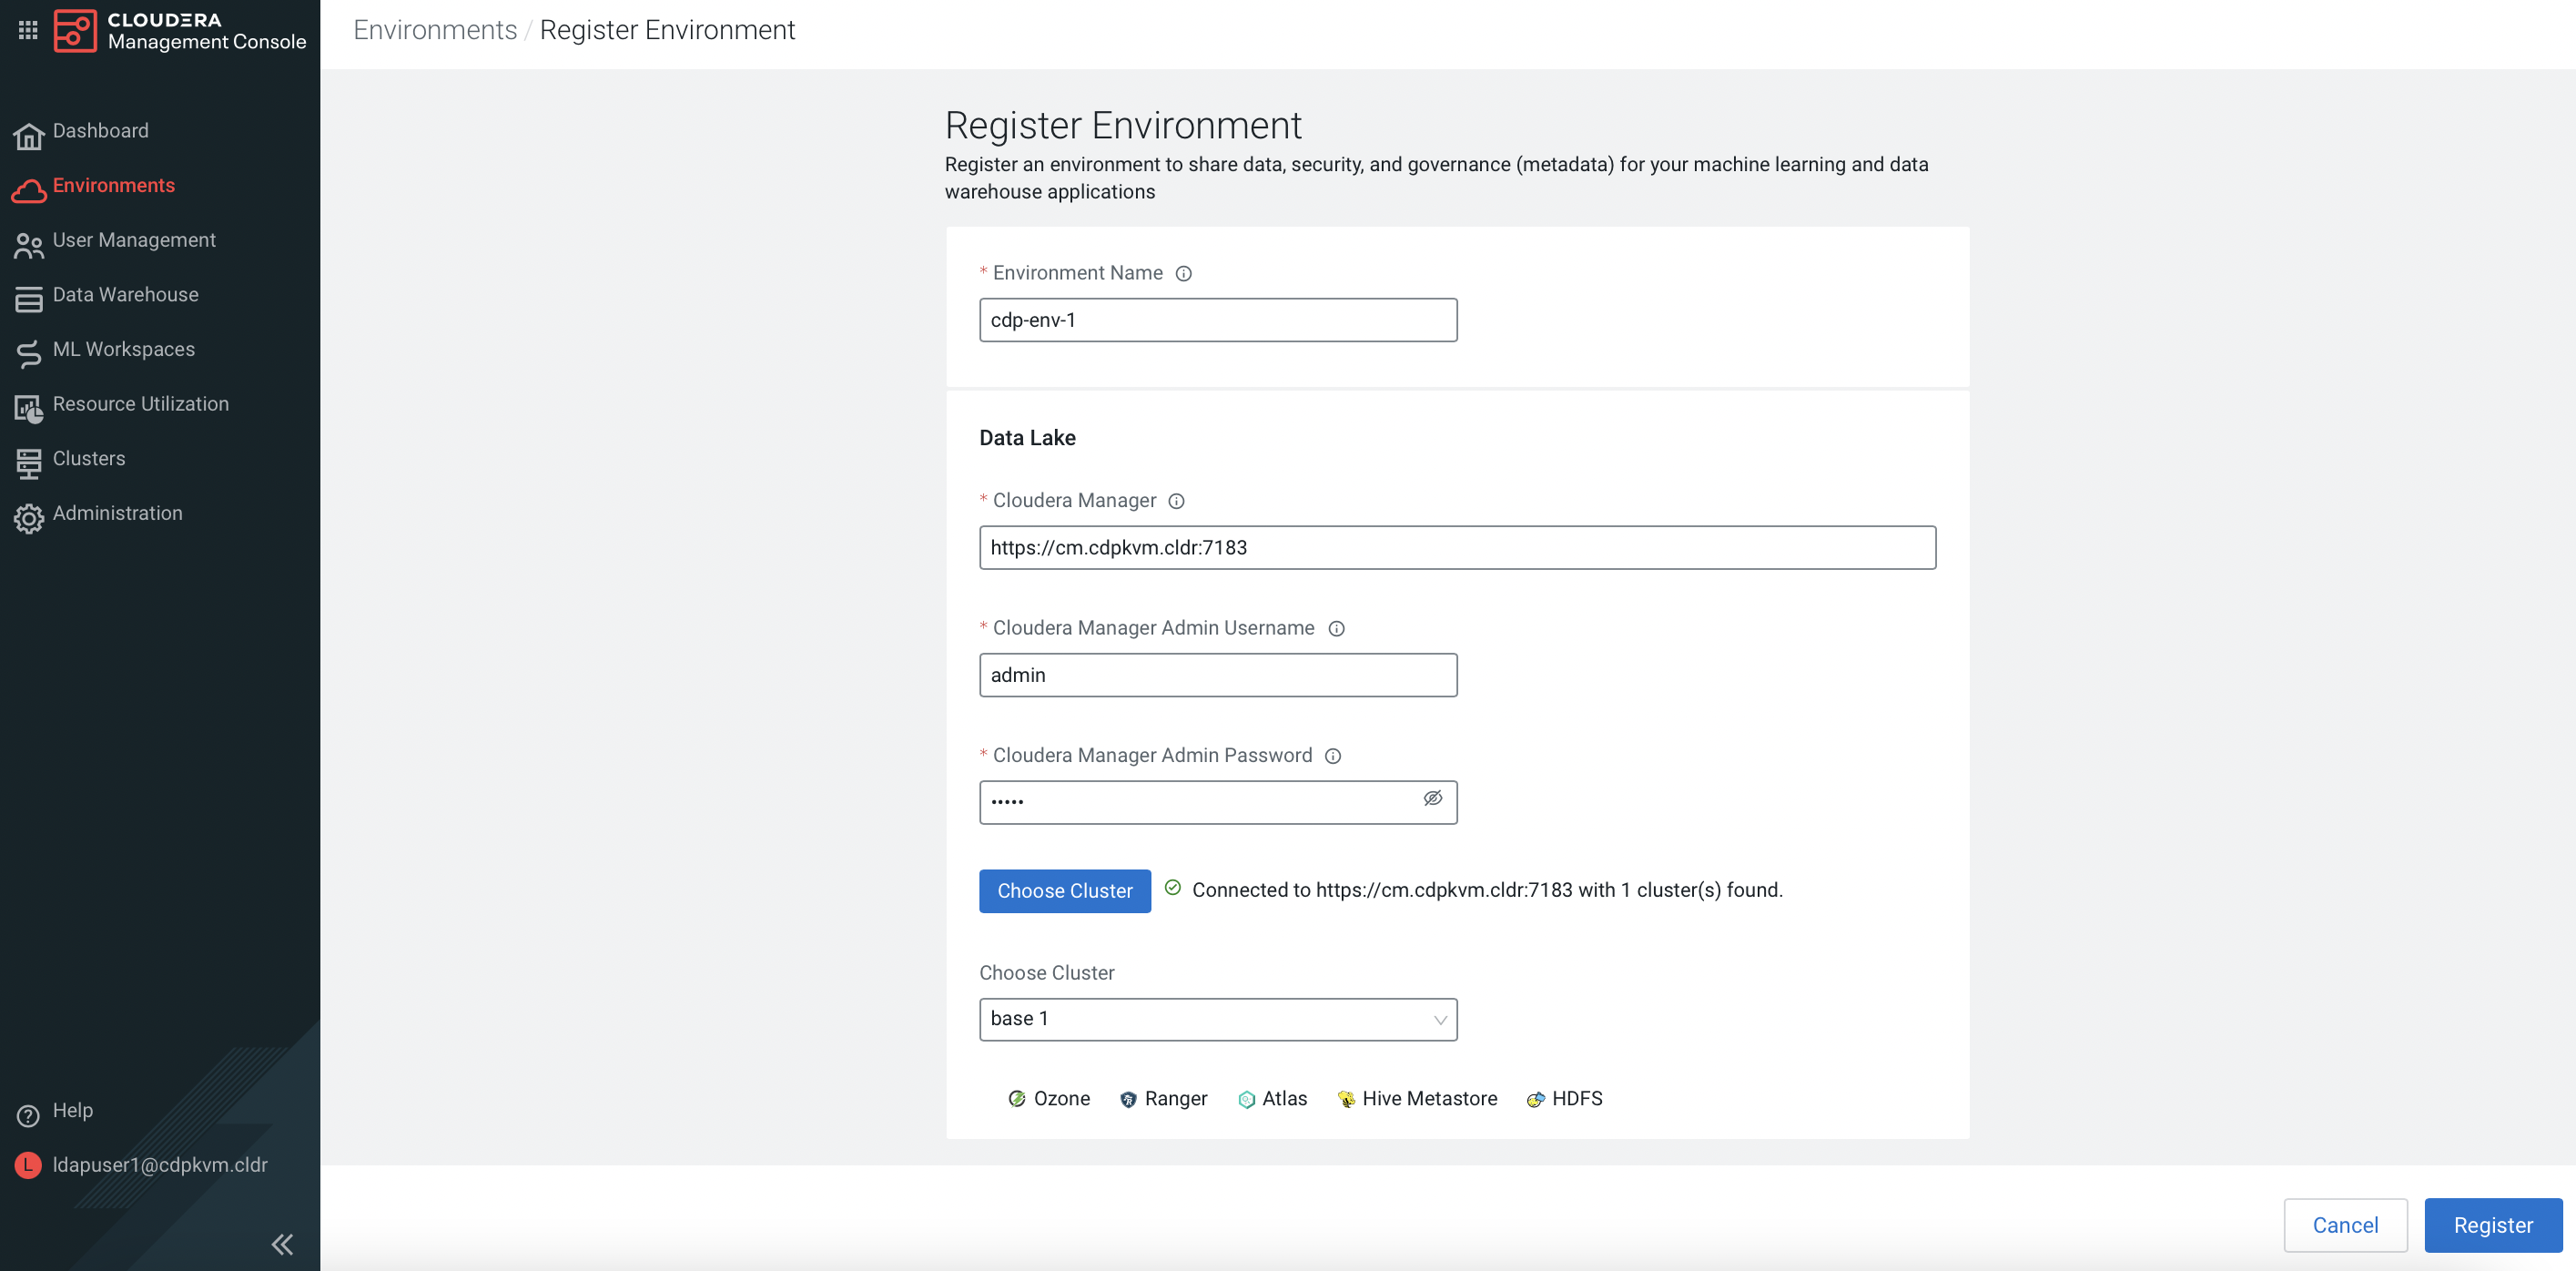 CLOUDERA
Management Console
Dashboard
Environments
User Management
Data Warehouse
ML Workspaces
Resource Utilization
Clusters
Administration
Help
L
ldapuser1@cdpkvm.cldr
Environments / Register Environment
Register Environment
Register an environment to share data, security, and governance (metadata) for your machine learning and data
warehouse applications
* Environment Name
cdp-env-1
Data Lake
* Cloudera Manager
https://cm.cdpkvm.cldr:7183
* Cloudera Manager Admin Username
admin
* Cloudera Manager Admin Password
•••••
Choose Cluster Connected to https://cm.cdpkvm.cldr:7183 with 1 cluster(s) found.
Choose Cluster
base 1
Ozone Ranger Atlas Hive Metastore HDFS
Cancel Register